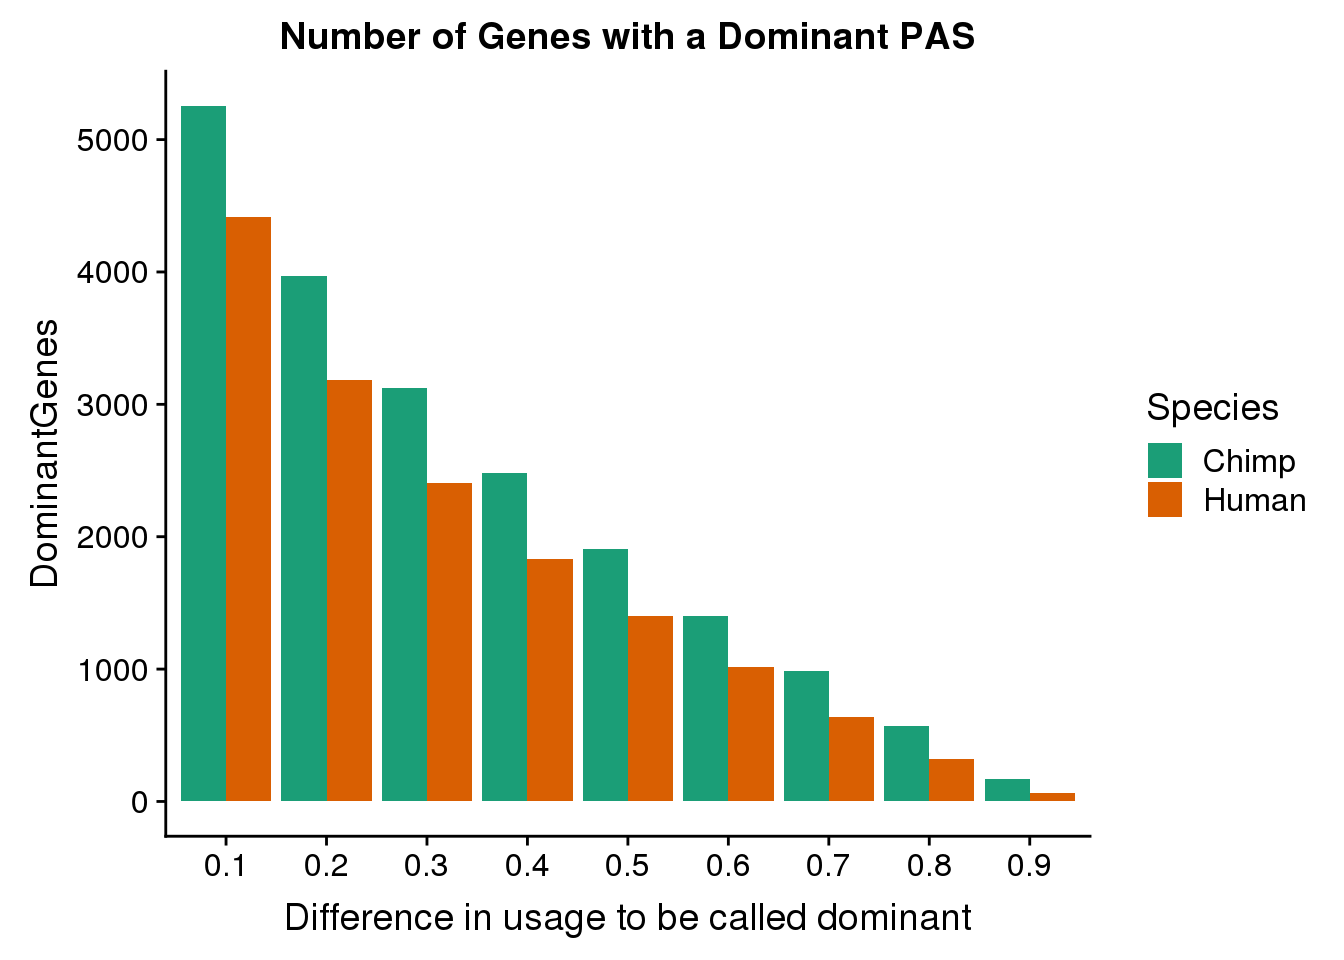 Number of Genes with a Dominant PAS
DominantGenes
5000
4000
3000
2000
1000
0
0.1 0.2 0.3 0.4 0.5 0.6 0.7 0.8 0.9
Difference in usage to be called dominant
Species
Chimp
Human